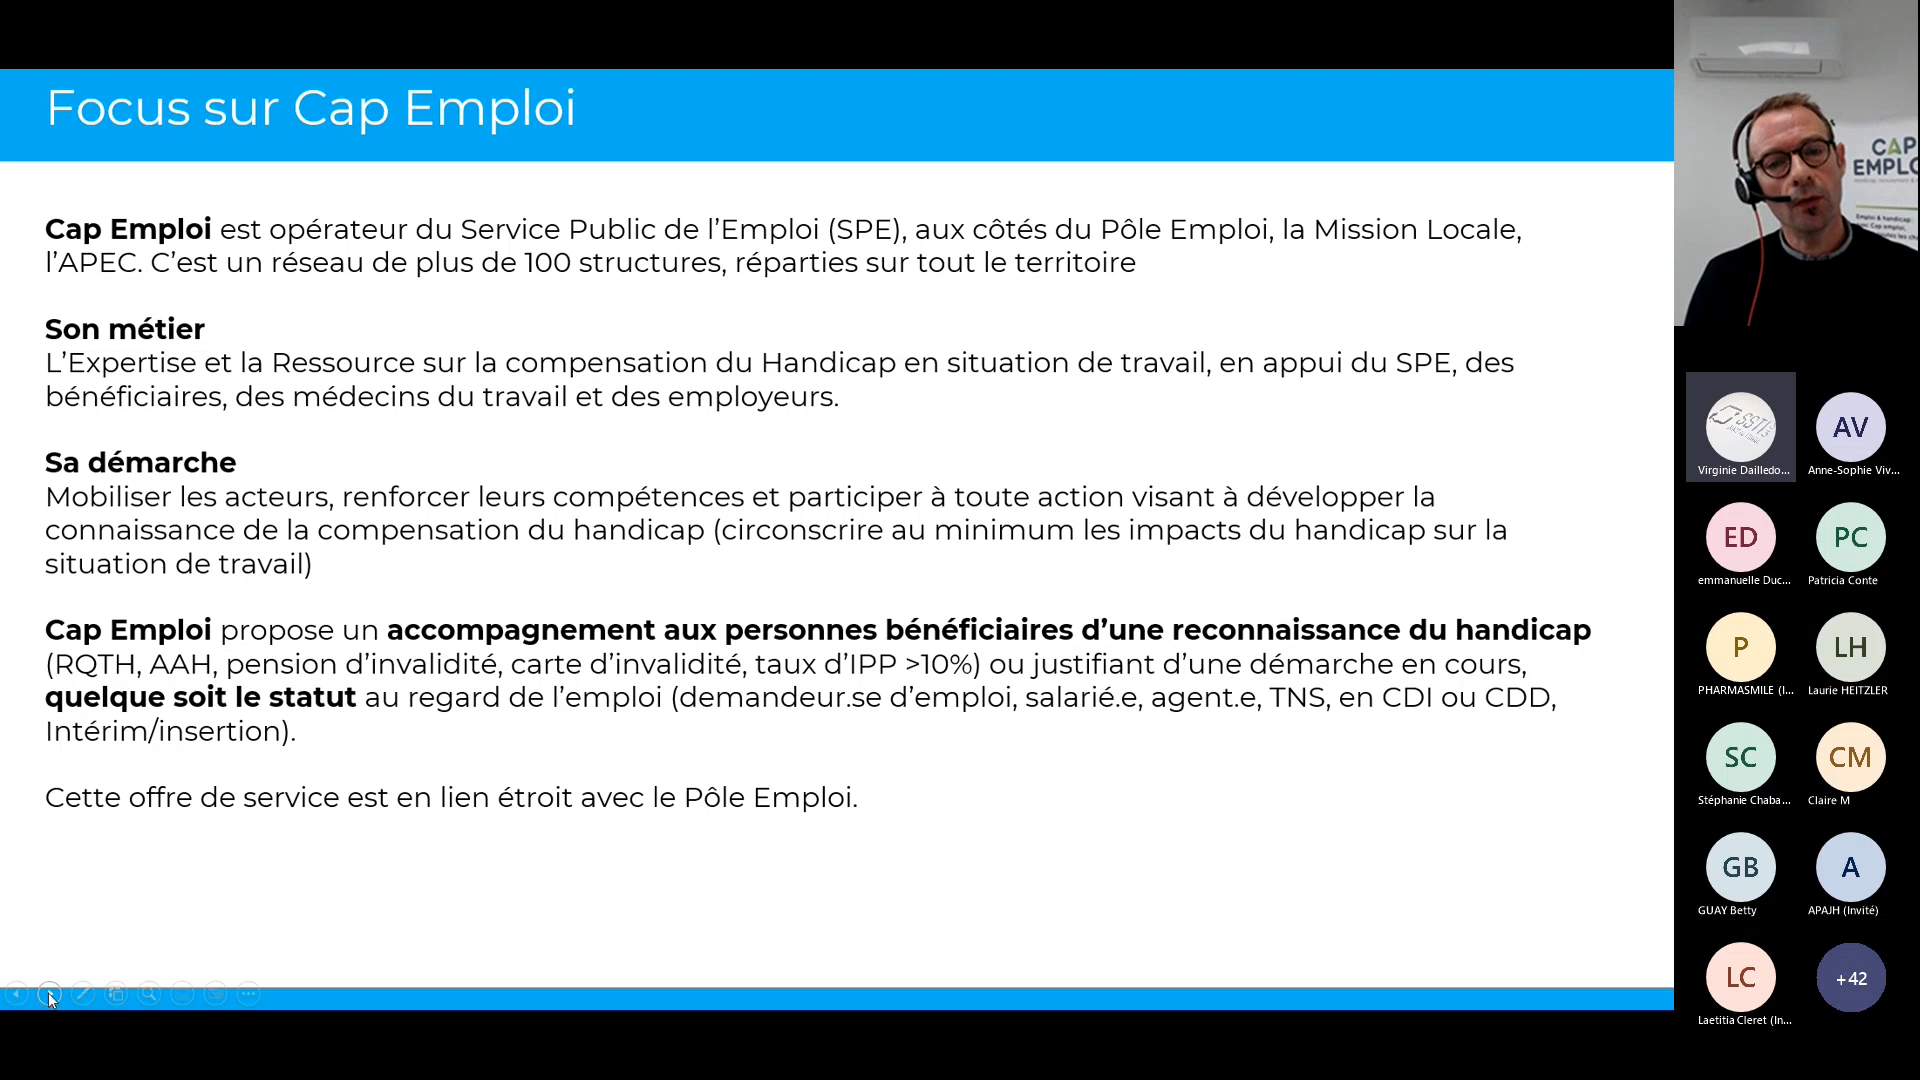 Focus sur Cap Emploi
Cap Emploi est opérateur du Service Public de l’Emploi (SPE), aux côtés du Pôle Emploi, la Mission Locale,
l’APEC. C’est un réseau de plus de 100 structures, réparties sur tout le territoire
Son métier
L’Expertise et la Ressource sur la compensation du Handicap en situation de travail, en appui du SPE, des
bénéficiaires, des médecins du travail et des employeurs.
Sa démarche
Mobiliser les acteurs, renforcer leurs compétences et participer à toute action visant à développer la
connaissance de la compensation du handicap (circonscrire au minimum les impacts du handicap sur la
situation de travail)
Cap Emploi propose un accompagnement aux personnes bénéficiaires d’une reconnaissance du handicap
(RQTH, AAH, pension d’invalidité, carte d’invalidité, taux d’IPP >10%) ou justifiant d’une démarche en cours,
quelque soit le statut au regard de l’emploi (demandeur.se d’emploi, salarié.e, agent.e, TNS, en CDI ou CDD,
Intérim/insertion).
Cette offre de service est en lien étroit avec le Pôle Emploi.
CAP
EMPLO
Emploi & handicap
SSTI
Virginie Dailledo...
AV
Anne-Sophie Viv...
ED
emmanuelle Duc...
PC
Patricia Conte
P
PHARMASMILE (I...
LH
Laurie HEITZLER
SC
Stéphanie Chaba...
CM
Claire M
GB
GUAY Betty
A
APAJH (Invité)
LC
Laetitia Cleret (In...
+42